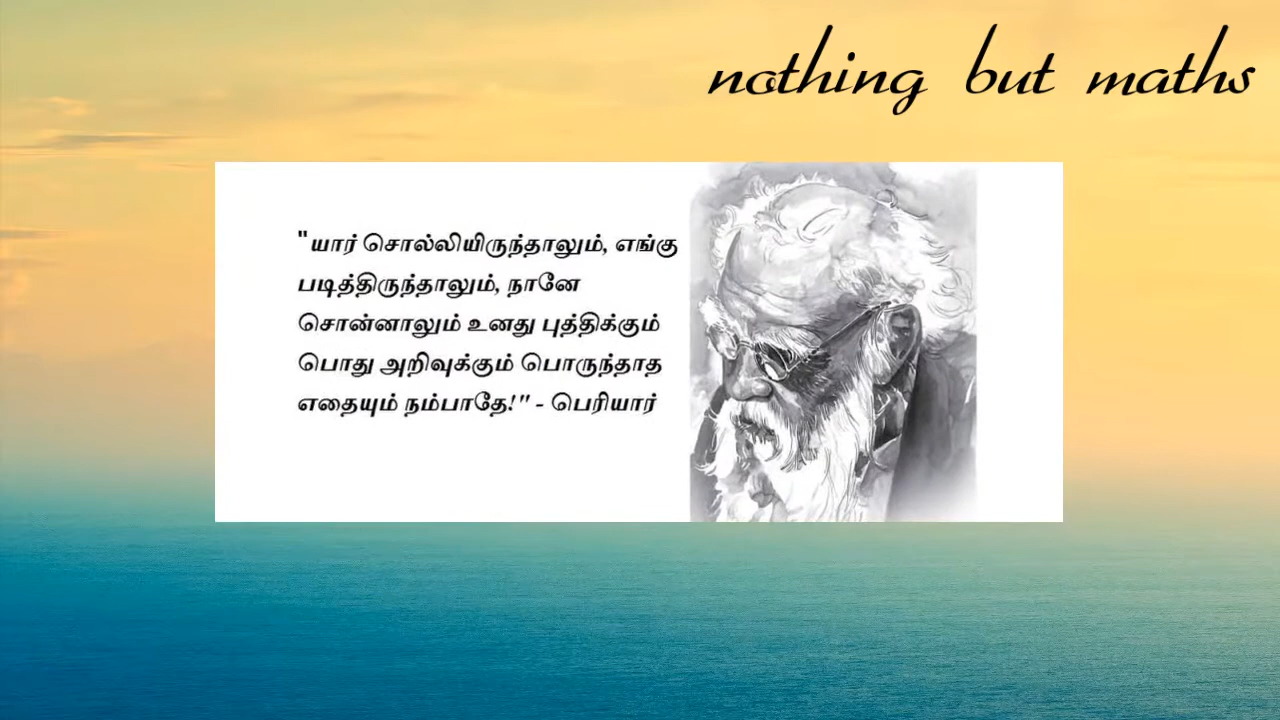 nothing but maths
"யார் சொல்லியிருந்தாலும், எங்கு
படித்திருந்தாலும், நானே
சொன்னாலும் உனது புத்திக்கும்
பொது அறிவுக்கும் பொருந்தாத
எதையும் நம்பாதே!" - பெரியார்